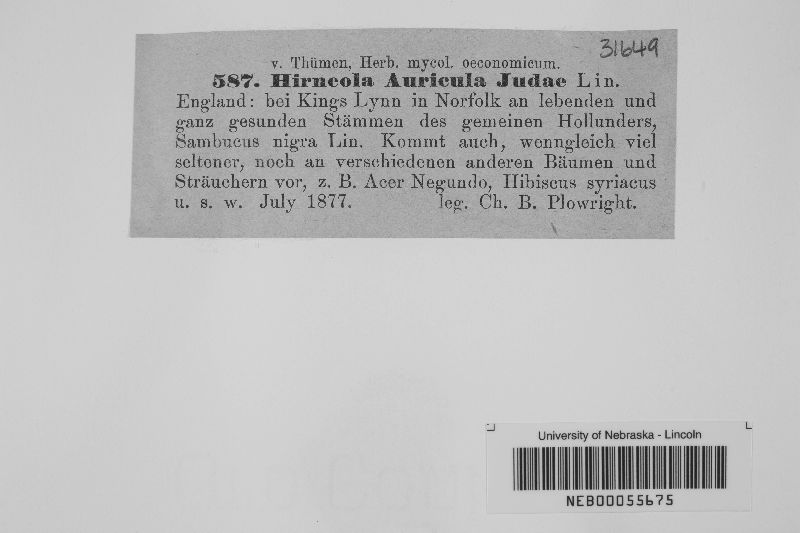 31649
v. Thümen, Herb. mycol. oeconomicum.
587. Hirneola Auricula Judae Lin.
England: bei Kings Lynn in Norfolk an lebenden und
ganz gesunden Stämmen des gemeinen Hollunders,
Sambucus nigra Lin. Kommt auch, wenngleich viel
seltener, noch an verschiedenen anderen Bäumen und
Sträuchern vor, z. B. Acer Negundo, Hibiscus syriacus
u. s. w. July 1877. leg. Ch. B. Plowright.
University of Nebraska - Lincoln
NEB00055675